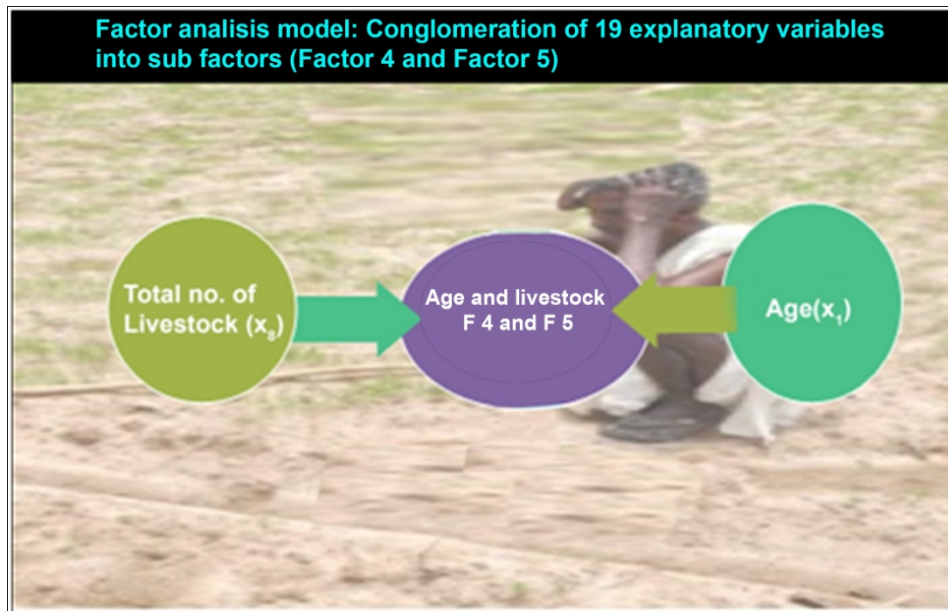 Factor analisis model: Conglomeration of 19 explanatory variables
into sub factors (Factor 4 and Factor 5)
Total no. of
Livestock (x₈)
Age and livestock
F 4 and F 5
Age(x₁)